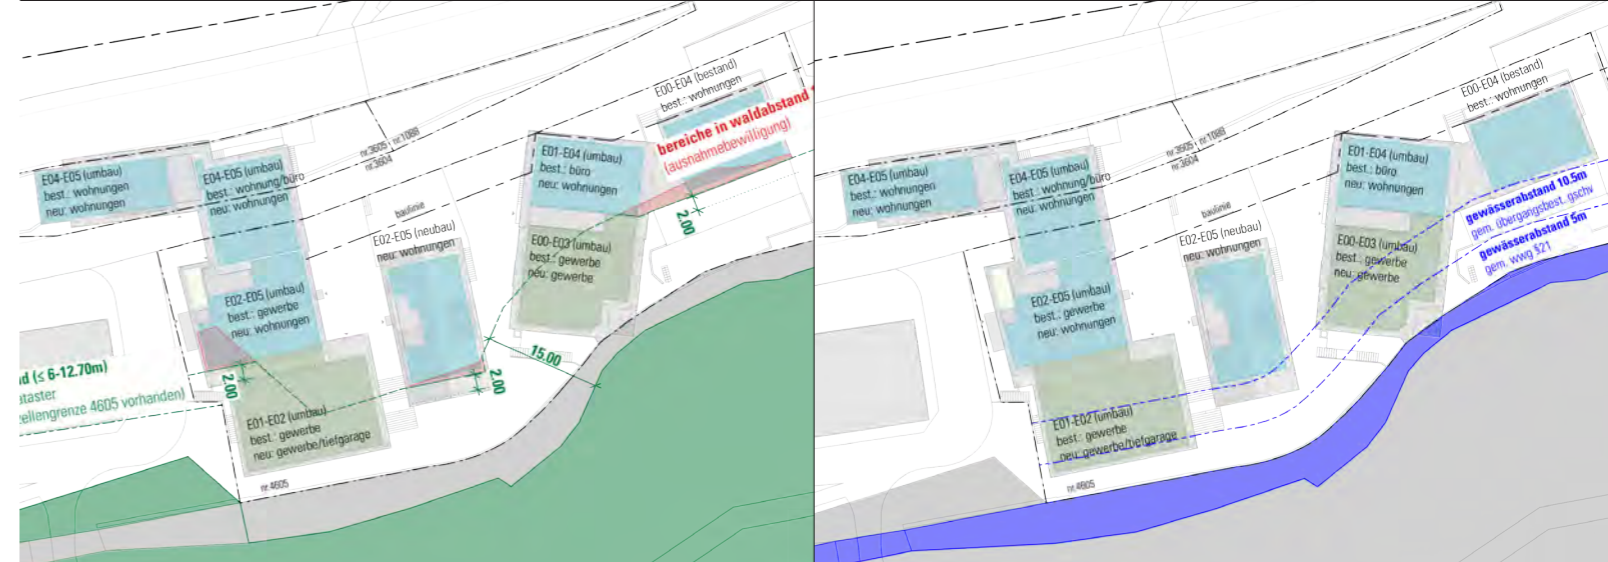 E00-E04 (bestand)
best.: wohnungen
bereiche in waldabstand
(ausnahmebewilligung)
nr.3605 nr.1088
nr.3604
E01-E04 (umbau)
best.: büro
neu: wohnungen
E04-E05 (umbau)
best.: wohnungen
neu: wohnungen
E04-E05 (umbau)
best.: wohnung/büro
neu: wohnungen
baulinie
2.00
E02-E05 (neubau)
neu: wohnungen
E00-E03 (umbau)
best.: gewerbe
neu: gewerbe
E02-E05 (umbau)
best.: gewerbe
neu: wohnungen
15.00
2.00
2.00
(≤ 6-12.70m)
4605 vorhanden)
E01-E02 (umbau)
best.: gewerbe
neu: gewerbe/tiefgarage
nr.4605
E00-E04 (bestand)
best.: wohnungen
nr.3605 nr.1088
nr.3604
E01-E04 (umbau)
best.: büro
neu: wohnungen
E04-E05 (umbau)
best.: wohnungen
neu: wohnungen
E04-E05 (umbau)
best.: wohnung/büro
neu: wohnungen
baulinie
gewässerabstand 10.5m
gem. übergangsbest. gschv
gewässerabstand 5m
gem. wwg §21
E02-E05 (neubau)
neu: wohnungen
E00-E03 (umbau)
best.: gewerbe
neu: gewerbe
E02-E05 (umbau)
best.: gewerbe
neu: wohnungen
E01-E02 (umbau)
best.: gewerbe
neu: gewerbe/tiefgarage
nr.4605